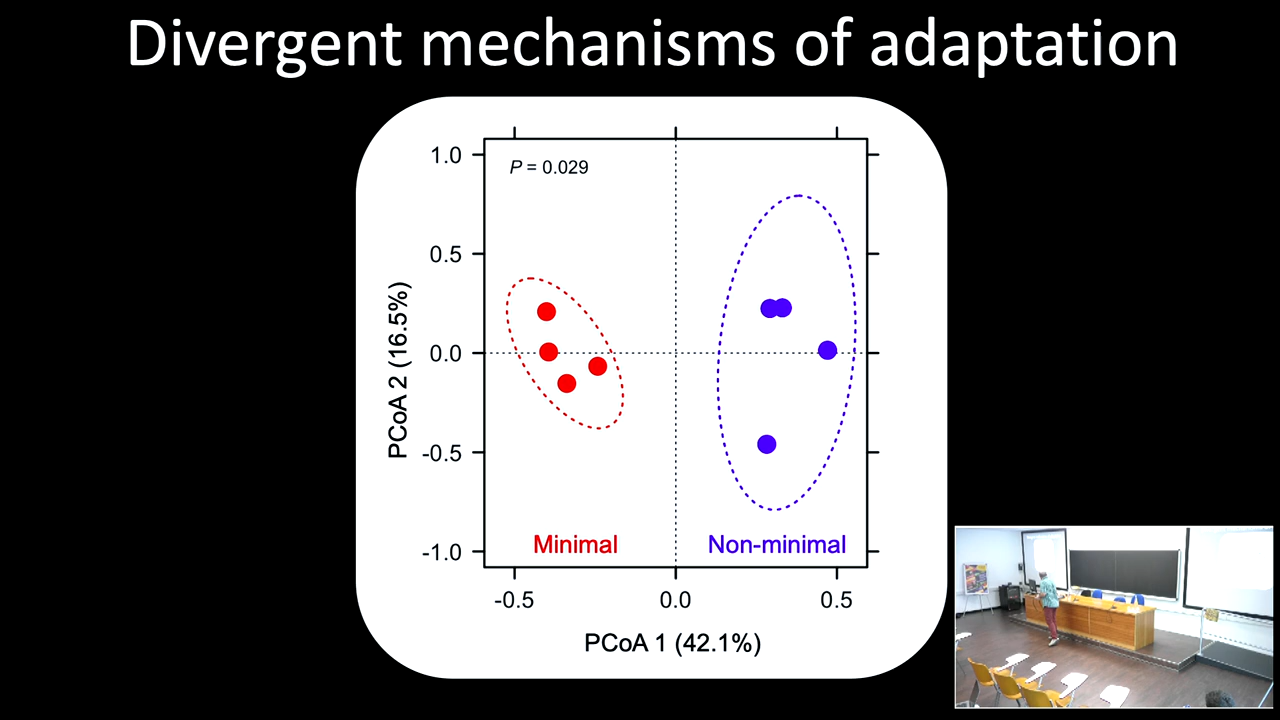 Divergent mechanisms of adaptation
P = 0.029
1.0
0.5
0.0
-0.5
-1.0
PCoA 2 (16.5%)
Minimal
Non-minimal
-0.5
0.0
0.5
PCoA 1 (42.1%)